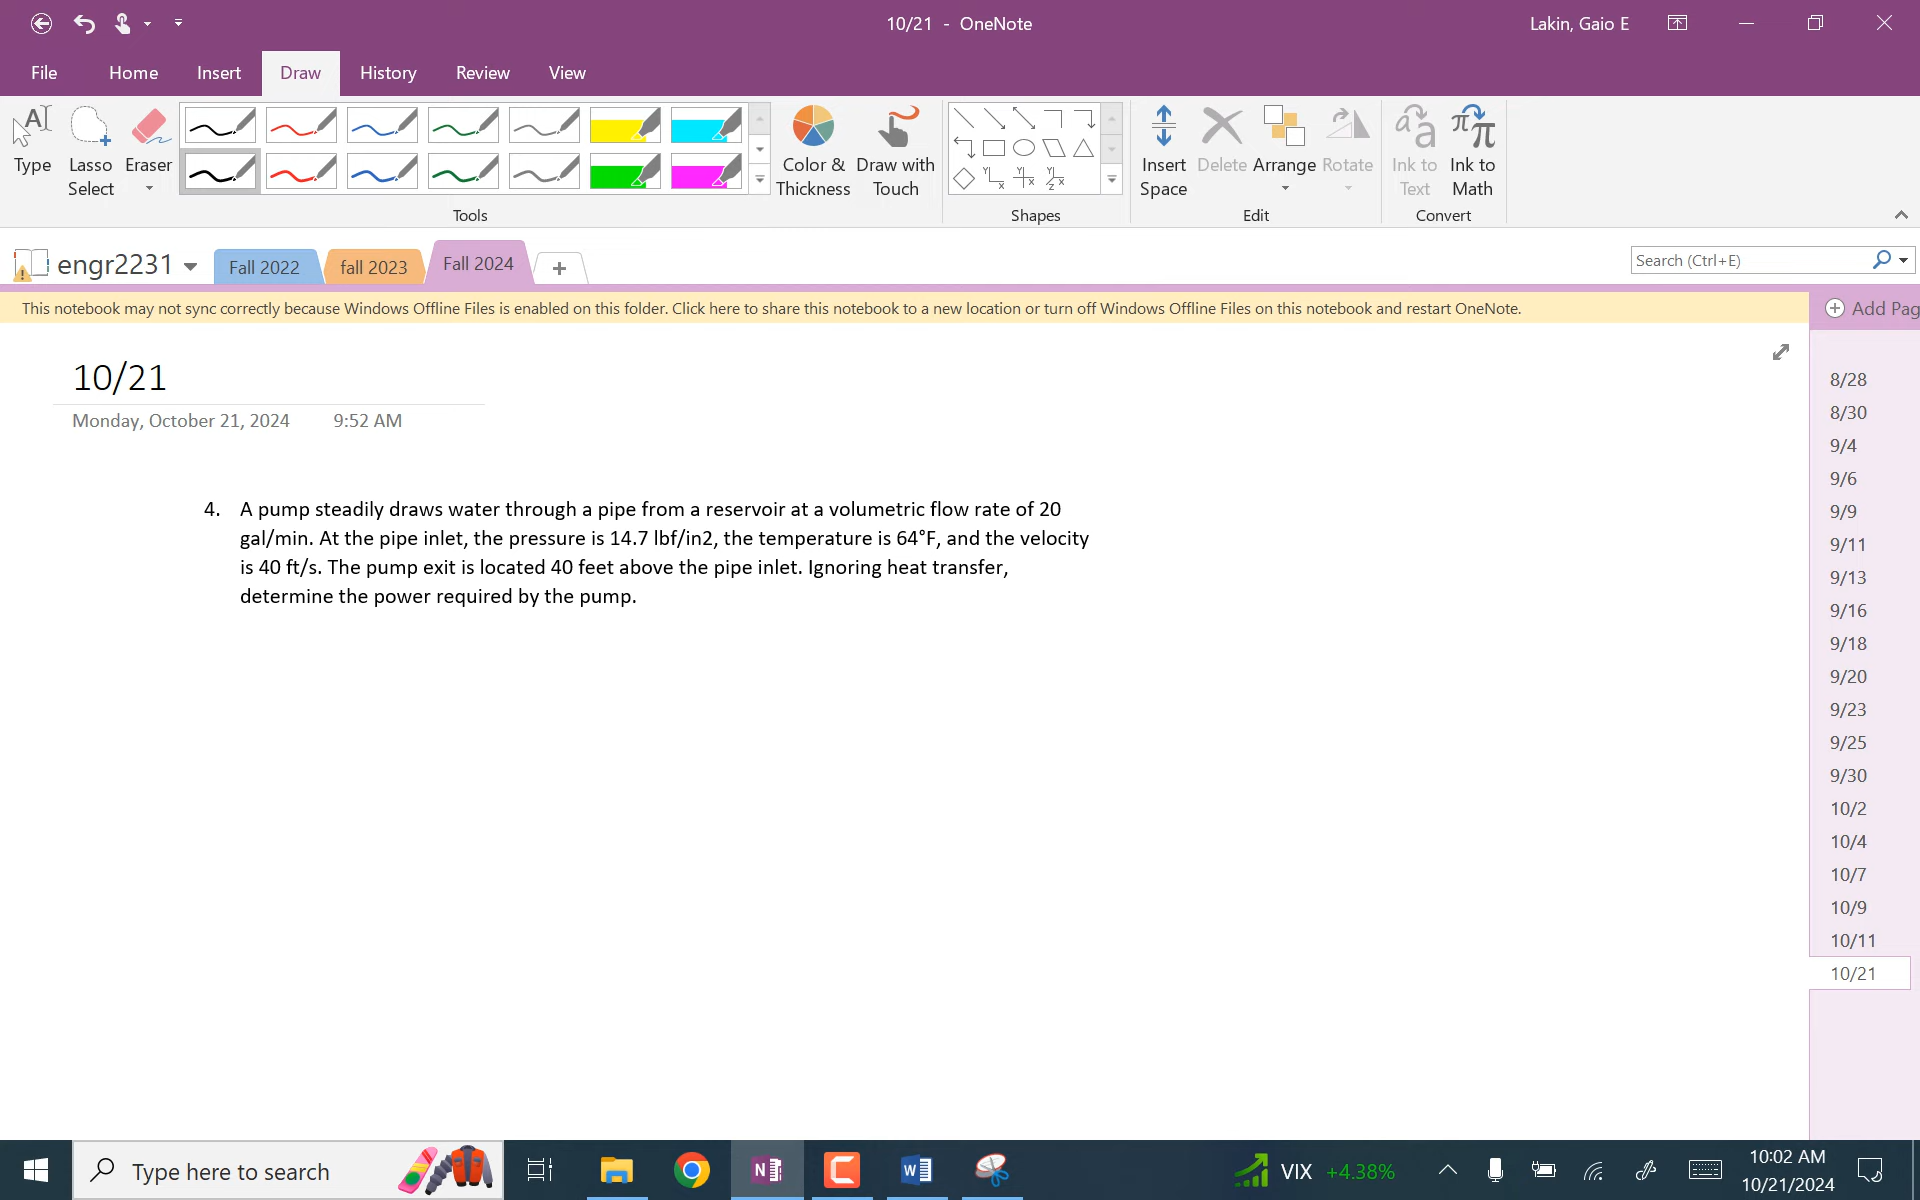 10/21 - OneNote
Lakin, Gaio E
File Home Insert Draw History Review View
Type
Lasso Select
Eraser
Color & Thickness
Draw with Touch
Insert Space
Delete
Arrange
Rotate
Ink to Text
Ink to Math
Tools
Shapes
Edit
Convert
engr2231 Fall 2022 fall 2023 Fall 2024
Search (Ctrl+E)
This notebook may not sync correctly because Windows Offline Files is enabled on this folder. Click here to share this notebook to a new location or turn off Windows Offline Files on this notebook and restart OneNote.
Add Pag
10/21
Monday, October 21, 2024 9:52 AM
4. A pump steadily draws water through a pipe from a reservoir at a volumetric flow rate of 20
gal/min. At the pipe inlet, the pressure is 14.7 lbf/in2, the temperature is 64°F, and the velocity
is 40 ft/s. The pump exit is located 40 feet above the pipe inlet. Ignoring heat transfer,
determine the power required by the pump.
8/28
8/30
9/4
9/6
9/9
9/11
9/13
9/16
9/18
9/20
9/23
9/25
9/30
10/2
10/4
10/7
10/9
10/11
10/21
Type here to search
VIX +4.38%
10:02 AM
10/21/2024